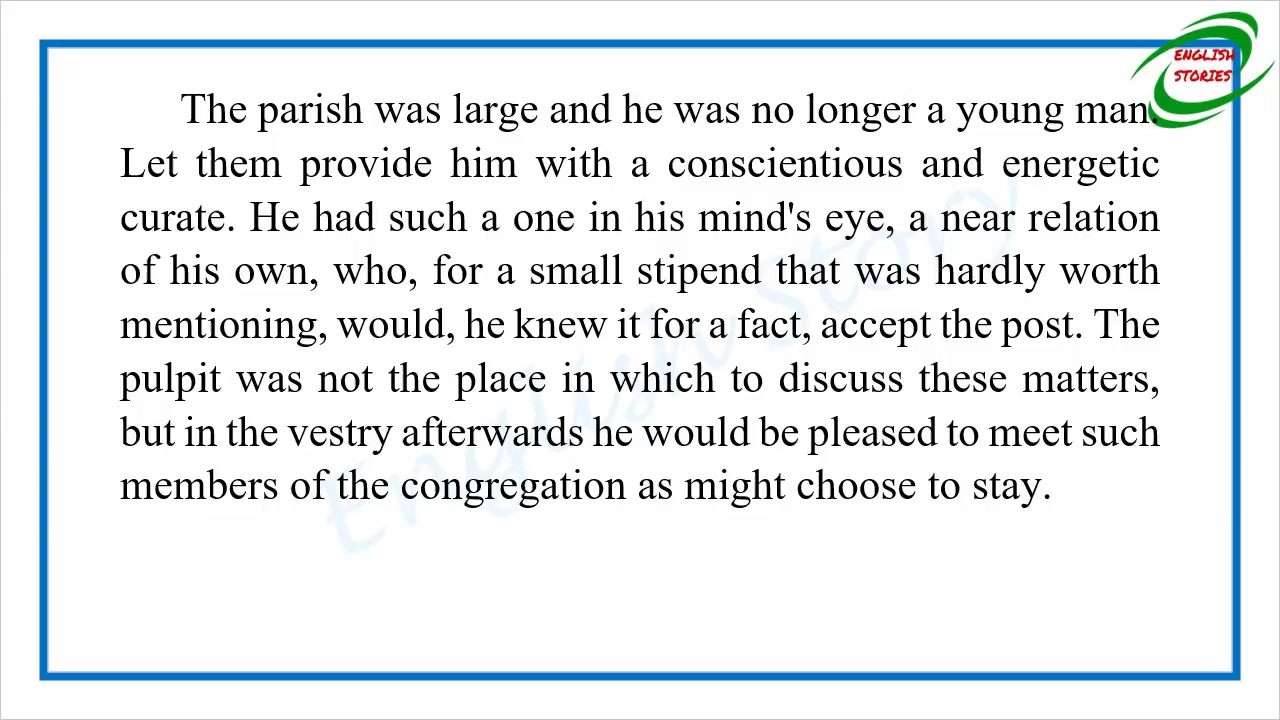 ENGLISH
STORIES
The parish was large and he was no longer a young man.
Let them provide him with a conscientious and energetic
curate. He had such a one in his mind's eye, a near relation
of his own, who, for a small stipend that was hardly worth
mentioning, would, he knew it for a fact, accept the post. The
pulpit was not the place in which to discuss these matters,
but in the vestry afterwards he would be pleased to meet such
members of the congregation as might choose to stay.
English Story